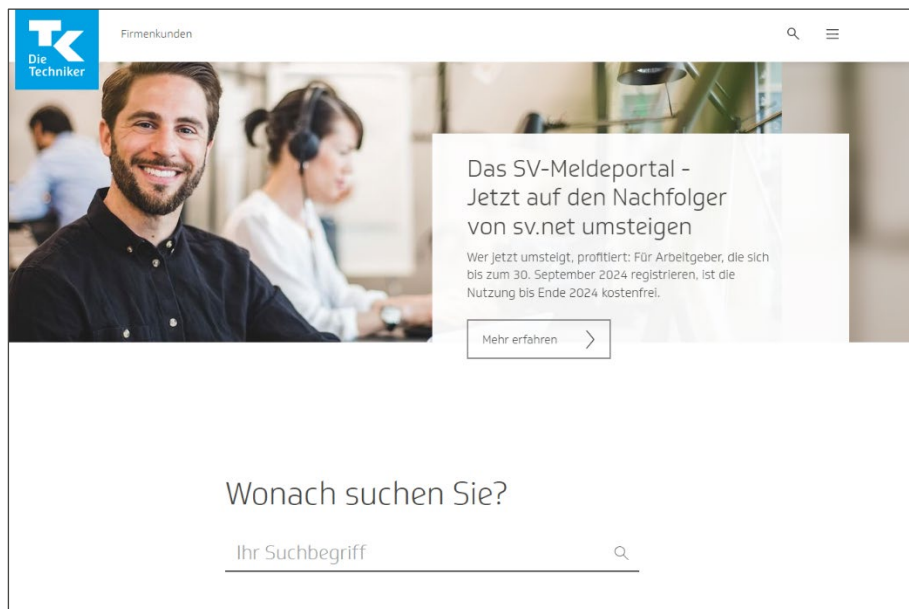 TK
Die
Techniker
Firmenkunden
Das SV-Meldeportal -
Jetzt auf den Nachfolger
von sv.net umsteigen
Wer jetzt umsteigt, profitiert: Für Arbeitgeber, die sich
bis zum 30. September 2024 registrieren, ist die
Nutzung bis Ende 2024 kostenfrei.
Mehr erfahren
Wonach suchen Sie?
Ihr Suchbegriff